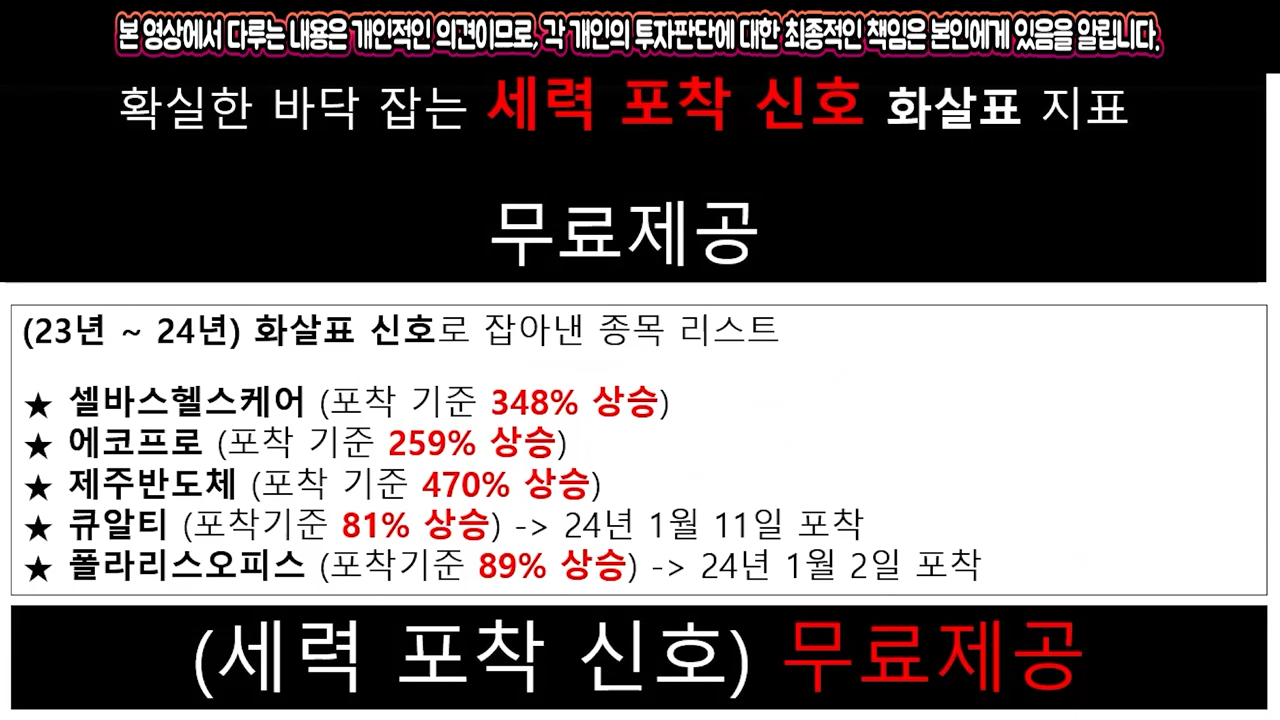 본 영상에서 다루는 내용은 개인적인 의견이므로, 각 개인의 투자판단에 대한 최종적인 책임은 본인에게 있음을 알립니다.
확실한 바닥 잡는 세력 포착 신호 화살표 지표
무료제공
(23년 ~ 24년) 화살표 신호로 잡아낸 종목 리스트
★ 셀바스헬스케어 (포착 기준 348% 상승)
★ 에코프로 (포착 기준 259% 상승)
★ 제주반도체 (포착 기준 470% 상승)
★ 큐알티 (포착기준 81% 상승) -> 24년 1월 11일 포착
★ 폴라리스오피스 (포착기준 89% 상승) -> 24년 1월 2일 포착
(세력 포착 신호) 무료제공